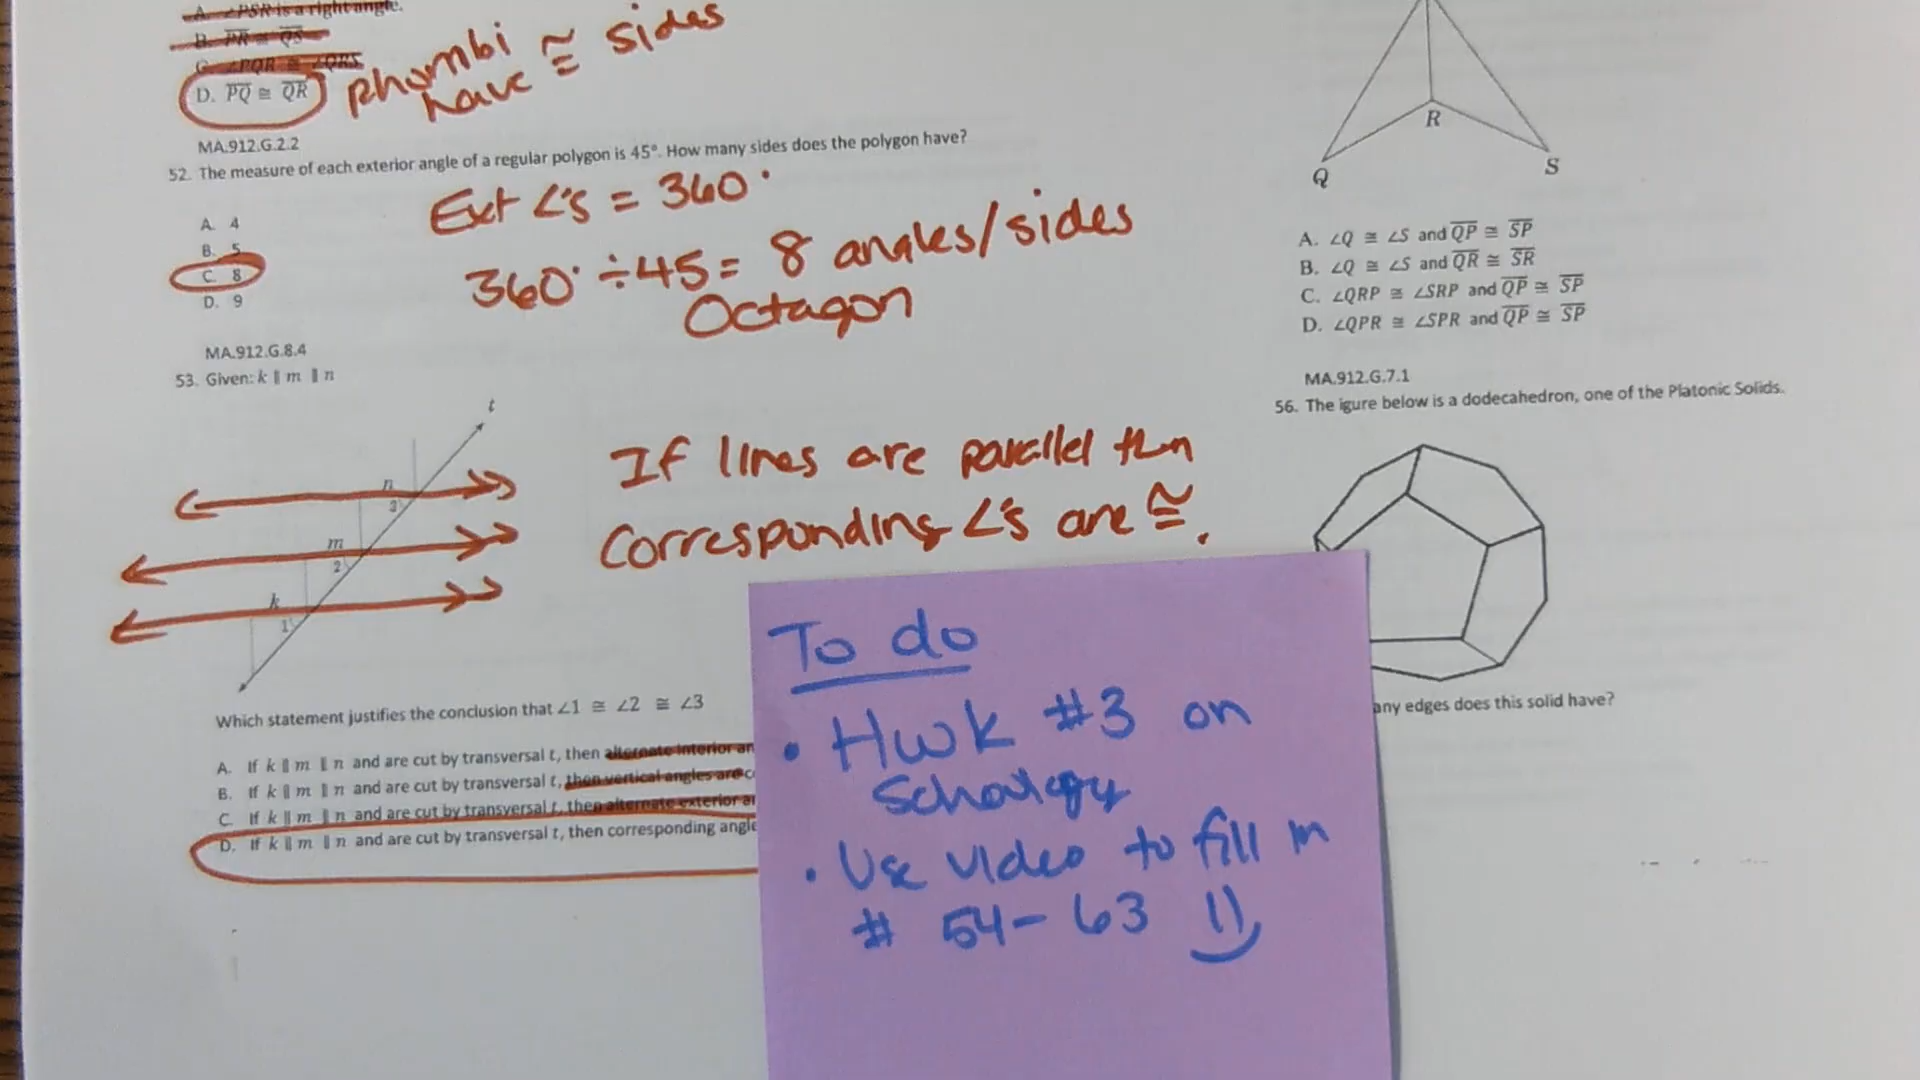 A. ∠PSR is a right angle.
B. PR ≅ QS
C. ∠PQR ≅ ∠QRS
D. PQ ≅ QR
Rhombi
have ≅ sides
MA.912.G.2.2
52. The measure of each exterior angle of a regular polygon is 45°. How many sides does the polygon have?
Ext ∠'s = 360°
A. 4
B. 5
C. 8
D. 9
360° ÷ 45 = 8 angles/sides
Octagon
MA.912.G.8.4
53. Given: k ∥ m ∥ n
t
n
3
m
2
k
1
If lines are parallel then
corresponding ∠'s are ≅.
Which statement justifies the conclusion that ∠1 ≅ ∠2 ≅ ∠3
A. If k ∥ m ∥ n and are cut by transversal t, then alternate interior an
B. If k ∥ m ∥ n and are cut by transversal t, then vertical angles are c
C. If k ∥ m ∥ n and are cut by transversal t, then alternate exterior a
D. If k ∥ m ∥ n and are cut by transversal t, then corresponding angle
R
Q
S
A. ∠Q ≅ ∠S and QP ≅ SP
B. ∠Q ≅ ∠S and QR ≅ SR
C. ∠QRP ≅ ∠SRP and QP ≅ SP
D. ∠QPR ≅ ∠SPR and QP ≅ SP
MA.912.G.7.1
56. The igure below is a dodecahedron, one of the Platonic Solids.
any edges does this solid have?
To do
• Hwk #3 on
Schoology
• Use video to fill in
# 54-63